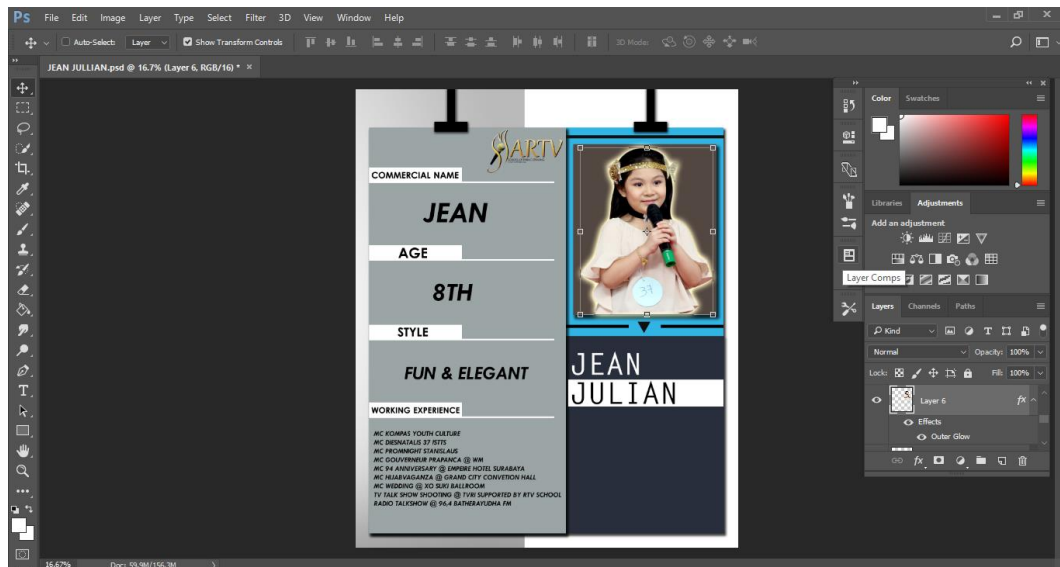 Ps File Edit Image Layer Type Select Filter 3D View Window Help
Auto-Select: Layer Show Transform Controls 3D Mode:
JEAN JULLIAN.psd @ 16.7% (Layer 6, RGB/16) * ×
ARTV
COMMERCIAL NAME
JEAN
AGE
8TH
STYLE
FUN & ELEGANT
WORKING EXPERIENCE
MC KOMPAS YOUTH CULTURE
MC DIESNATALIS 37 ISTTS
MC PROMNIGHT STANISLAUS
MC GOUVERNEUR PRAPANCA @ WM
MC 94 ANNIVERSARY @ EMPIRE HOTEL SURABAYA
MC HIJABVAGANZA @ GRAND CITY CONVETION HALL
MC WEDDING @ XO SUKI BALLROOM
TV TALK SHOW SHOOTING @ TVRI SUPPORTED BY RTV SCHOOL
RADIO TALKSHOW @ 96,4 BATHERAYUDHA FM
37
JEAN
JULIAN
Color Swatches
Libraries Adjustments
Add an adjustment
Layer Comps
Layers Channels Paths
Kind
Normal Opacity: 100%
Lock: Fill: 100%
Layer 6 fx
Effects
Outer Glow
fx
16.67% Doc: 59.9M/156.3M